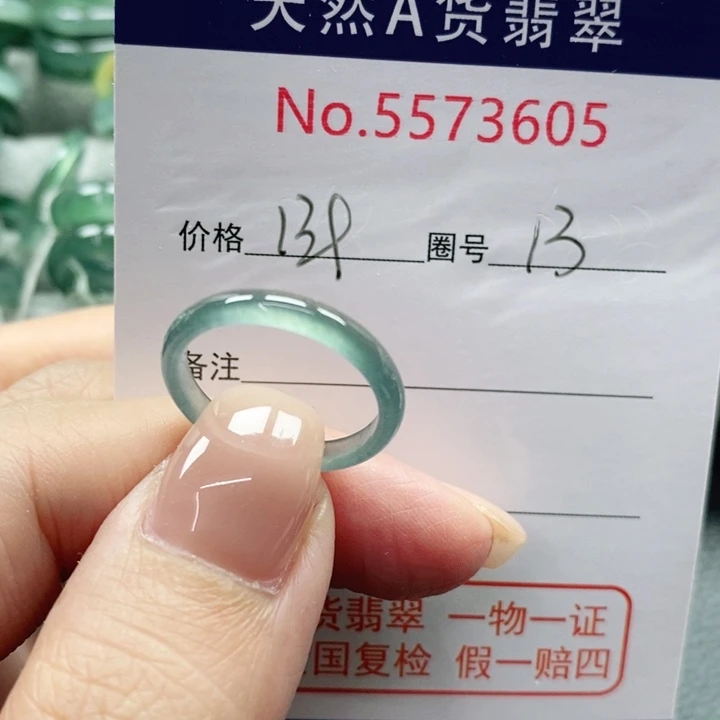 天然A货翡翠
No.5573605
价格 139 圈号 13
备注
货翡翠 一物一证
国复检 假一赔四